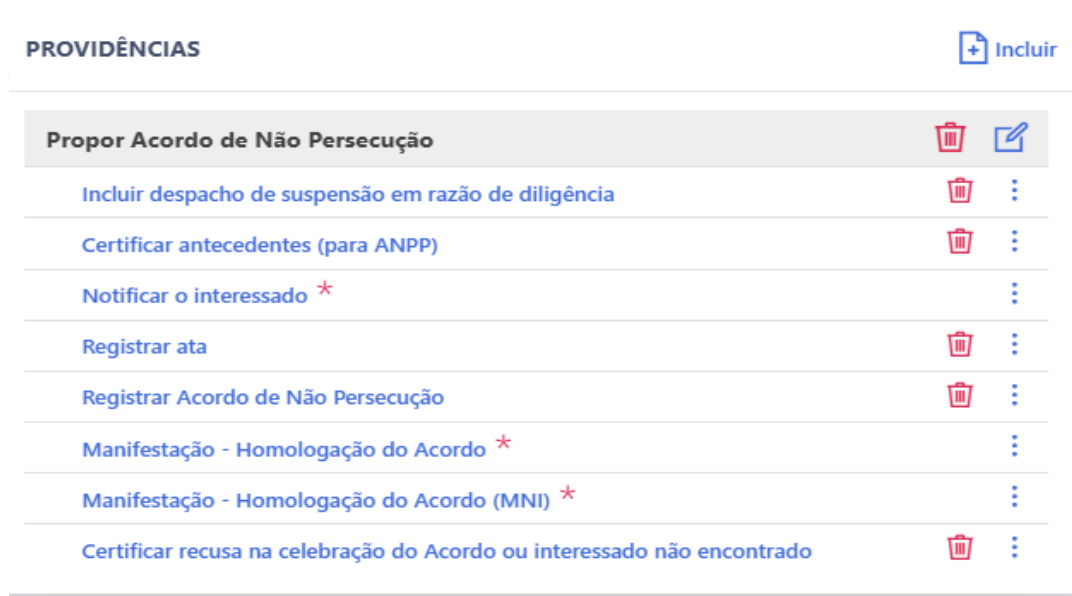 PROVIDÊNCIAS
Incluir
Propor Acordo de Não Persecução
Incluir despacho de suspensão em razão de diligência
Certificar antecedentes (para ANPP)
Notificar o interessado *
Registrar ata
Registrar Acordo de Não Persecução
Manifestação - Homologação do Acordo *
Manifestação - Homologação do Acordo (MNI) *
Certificar recusa na celebração do Acordo ou interessado não encontrado